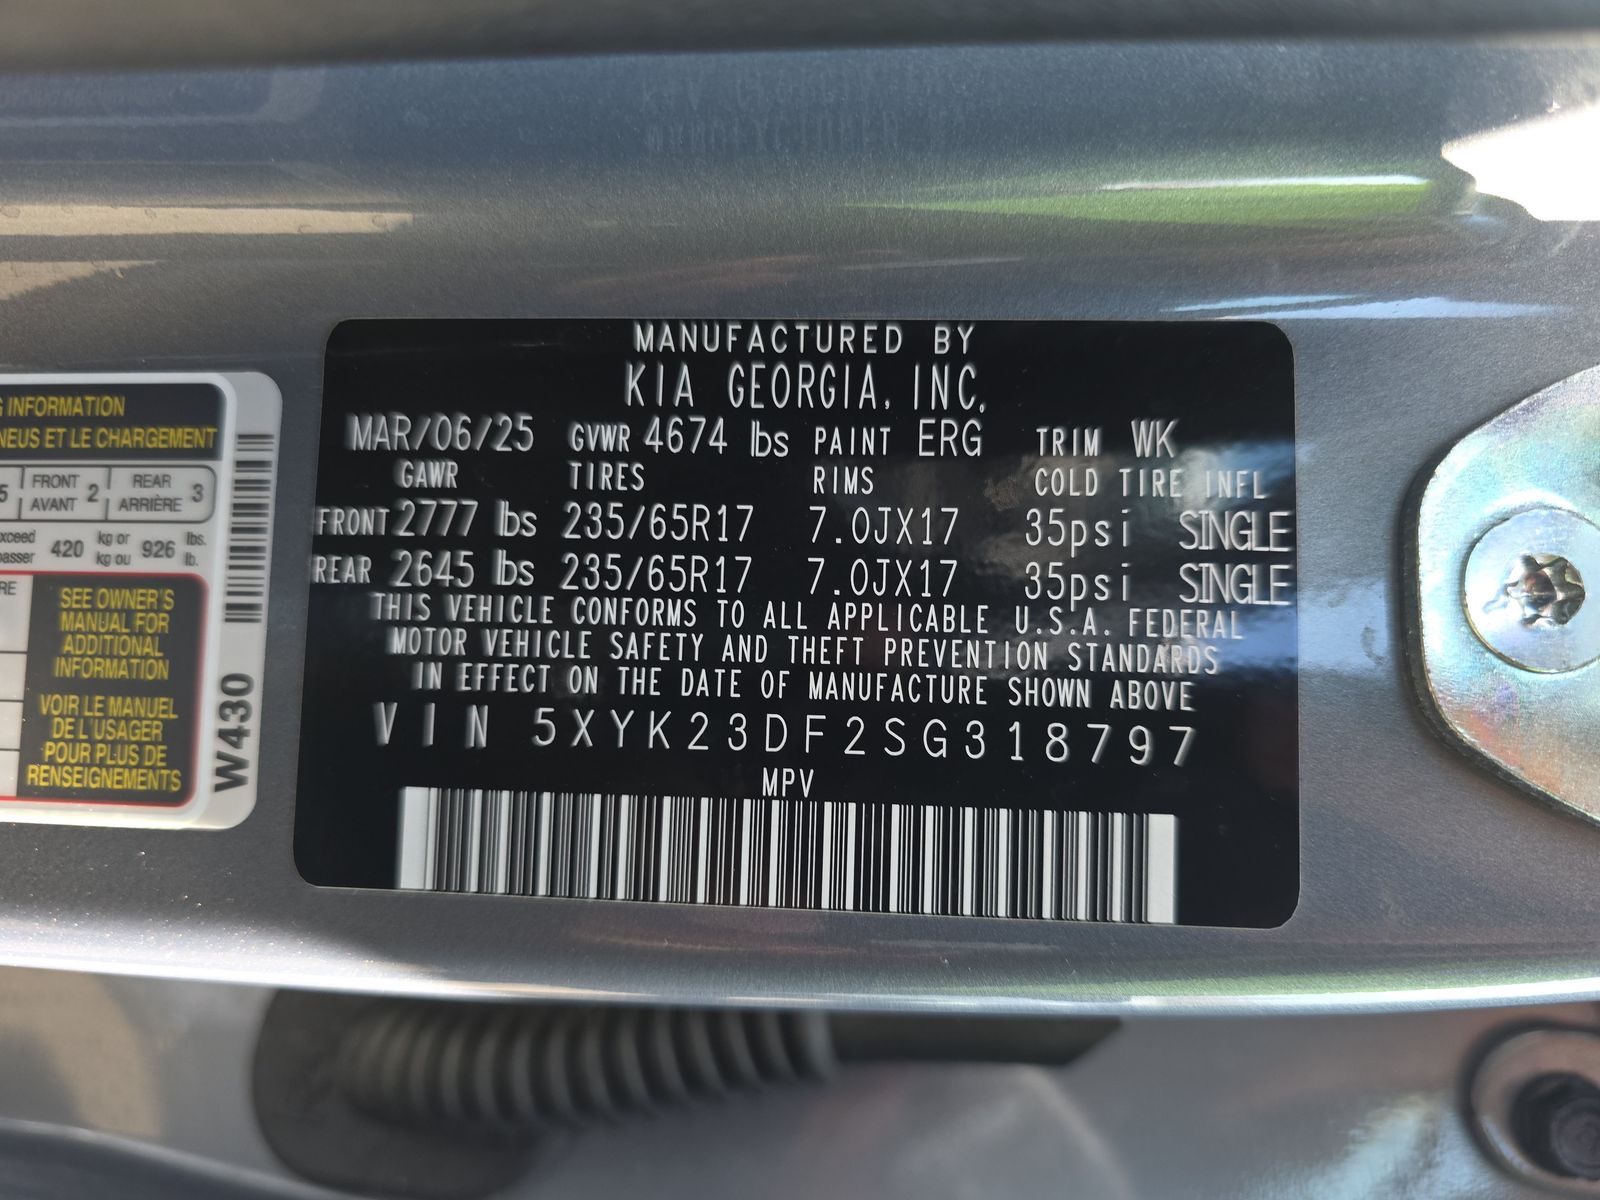 MANUFACTURED BY
KIA GEORGIA, INC.
MAR/06/25 GVWR 4674 lbs PAINT ERG TRIM WK
GAWR TIRES RIMS COLD TIRE INFL
FRONT 2777 lbs 235/65R17 7.0JX17 35psi SINGLE
REAR 2645 lbs 235/65R17 7.0JX17 35psi SINGLE
THIS VEHICLE CONFORMS TO ALL APPLICABLE U.S.A. FEDERAL
MOTOR VEHICLE SAFETY AND THEFT PREVENTION STANDARDS
IN EFFECT ON THE DATE OF MANUFACTURE SHOWN ABOVE
VIN 5XYK23DF2SG318797
MPV
INFORMATION
ET LE CHARGEMENT
5 FRONT 2 REAR 3
AVANT ARRIÈRE
420 kg or 926 lbs.
kg ou lb.
SEE OWNER'S
MANUAL FOR
ADDITIONAL
INFORMATION
VOIR LE MANUEL
DE L'USAGER
POUR PLUS DE
RENSEIGNEMENTS
W430